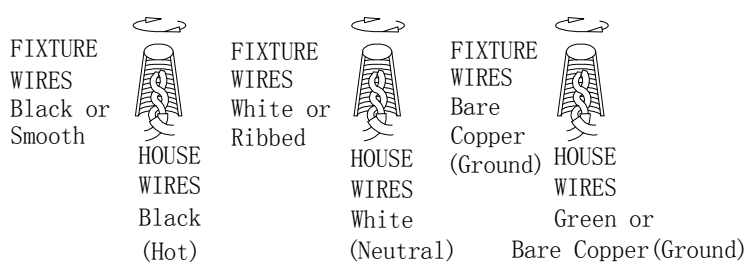 FIXTURE
WIRES
Black or
Smooth
HOUSE
WIRES
Black
(Hot)
FIXTURE
WIRES
White or
Ribbed
HOUSE
WIRES
White
(Neutral)
FIXTURE
WIRES
Bare
Copper
(Ground)
HOUSE
WIRES
Green or
Bare Copper(Ground)